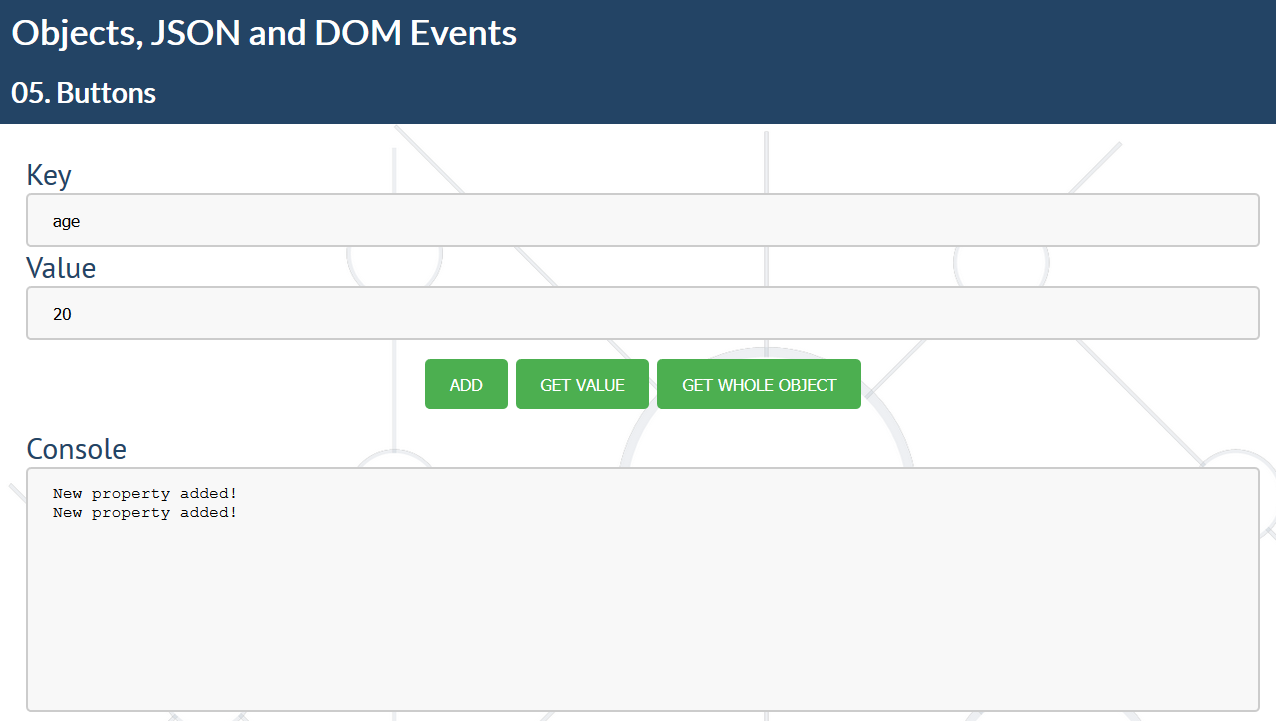 Objects, JSON and DOM Events
05. Buttons
Key
age
Value
20
ADD GET VALUE GET WHOLE OBJECT
Console
New property added!
New property added!